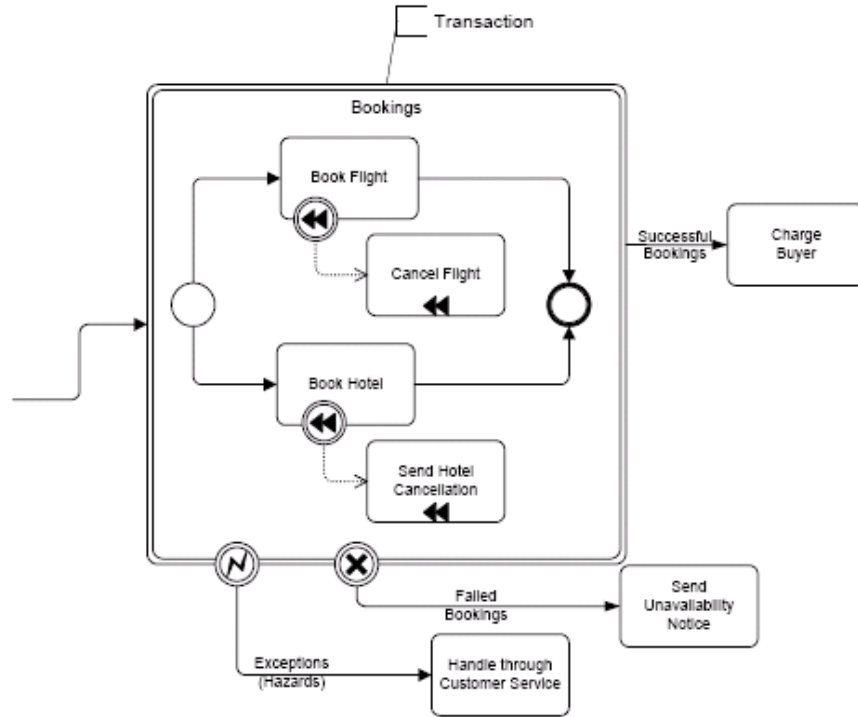 Transaction
Bookings
Book Flight
Cancel Flight
Successful
Bookings
Charge
Buyer
Book Hotel
Send Hotel
Cancellation
Failed
Bookings
Send
Unavailability
Notice
Exceptions
(Hazards)
Handle through
Customer Service